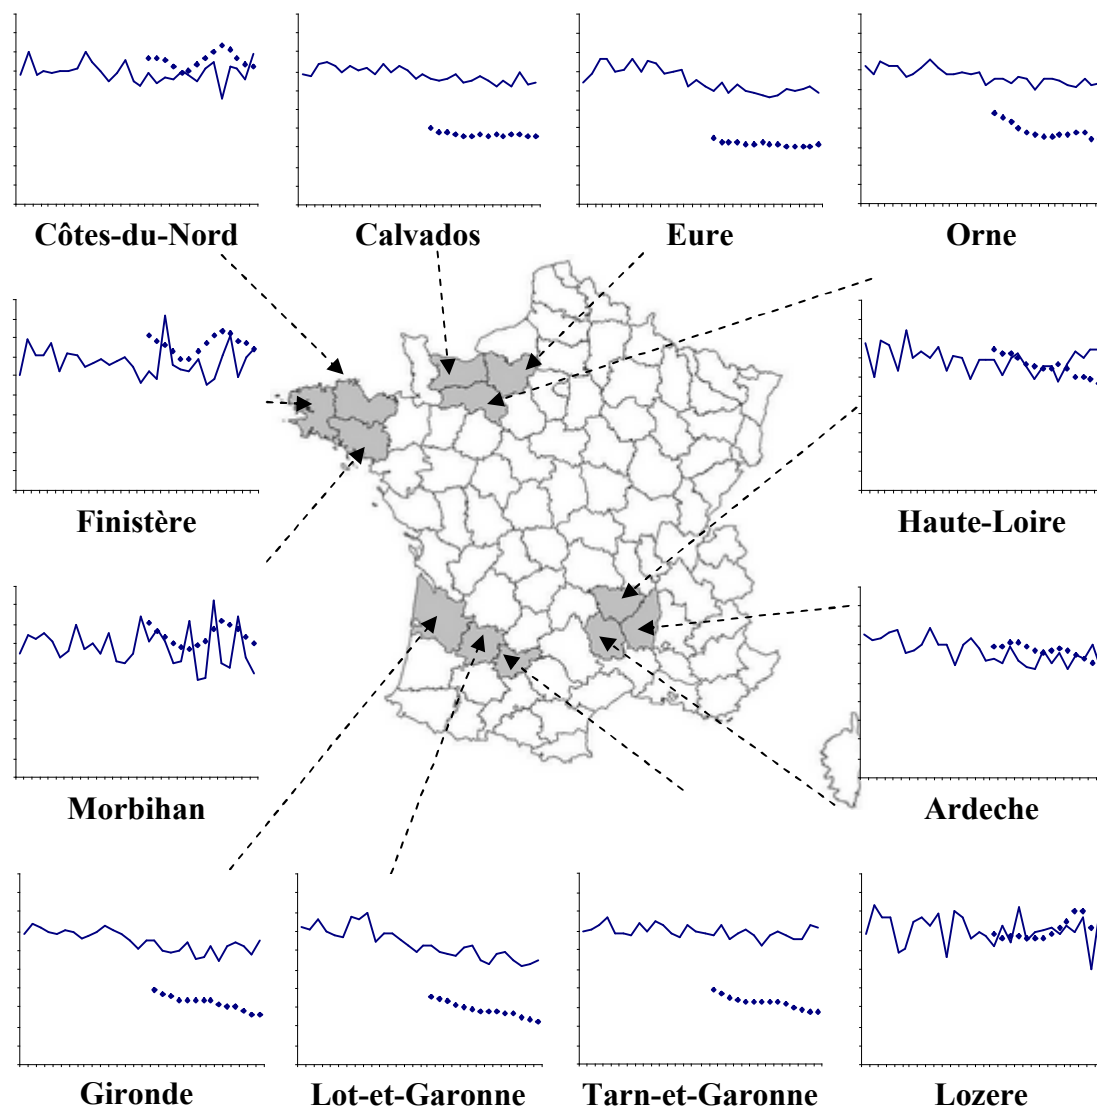 Côtes-du-Nord
Calvados
Eure
Orne
Finistère
Haute-Loire
Morbihan
Ardeche
Gironde
Lot-et-Garonne
Tarn-et-Garonne
Lozere